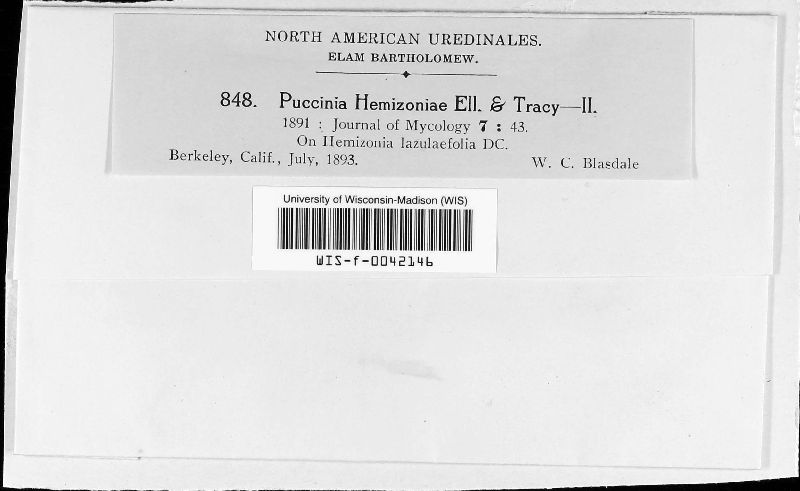 NORTH AMERICAN UREDINALES.
ELAM BARTHOLOMEW.
848. Puccinia Hemizoniae Ell. & Tracy—II.
1891 : Journal of Mycology 7 : 43.
On Hemizonia lazulaefolia DC.
Berkeley, Calif., July, 1893. W. C. Blasdale
University of Wisconsin-Madison (WIS)
WIS-f-0042146